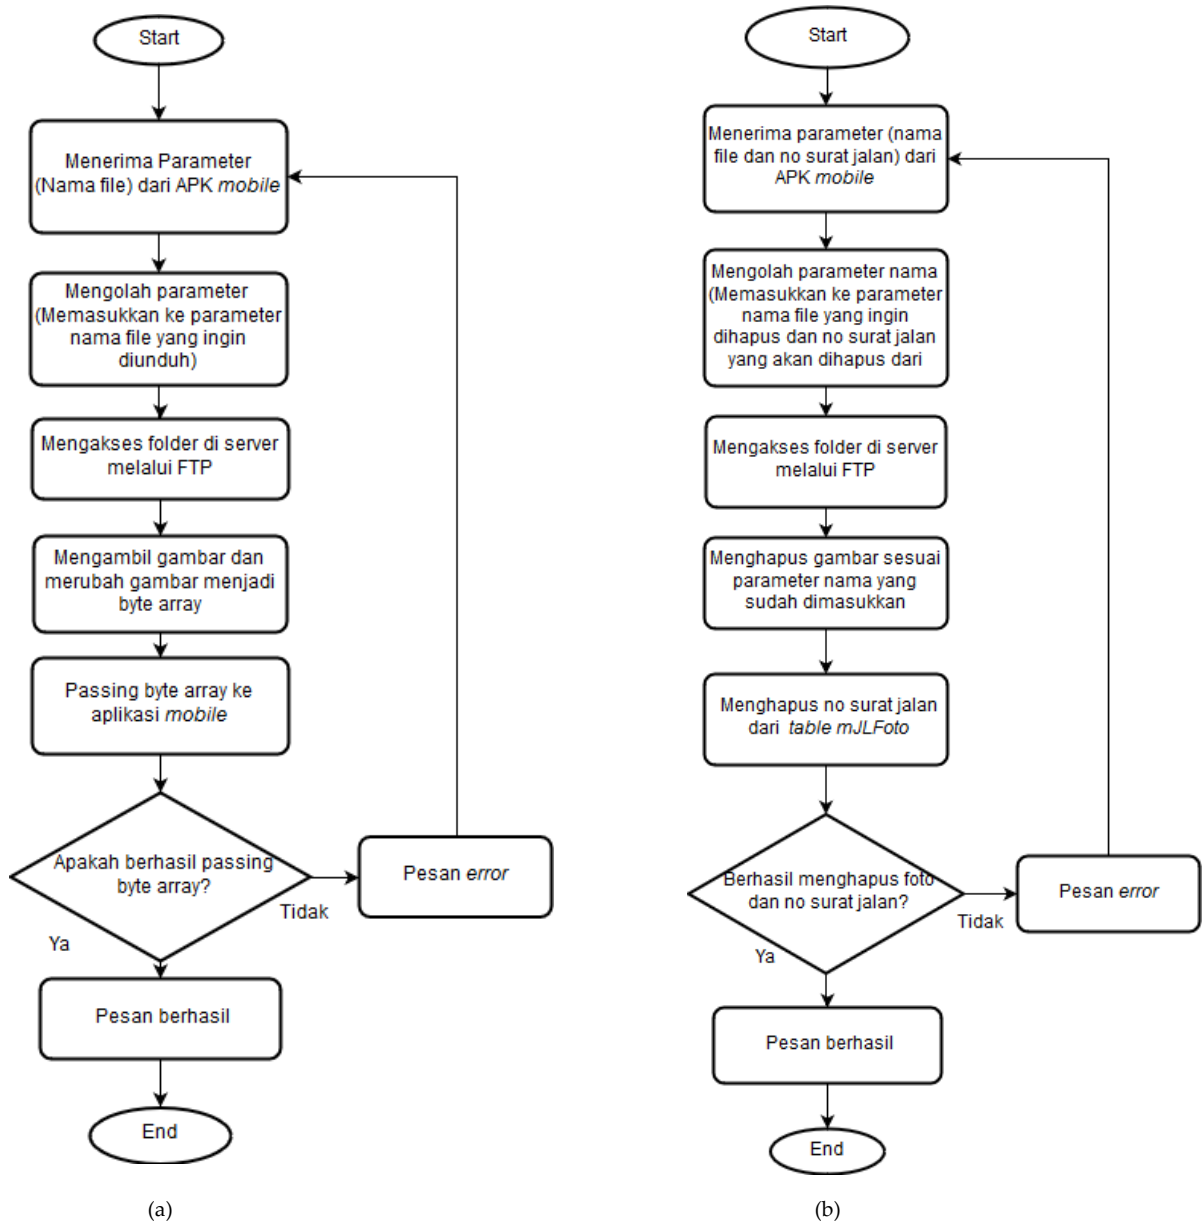 Start
Menerima Parameter
(Nama file) dari APK mobile
Mengolah parameter
(Memasukkan ke parameter
nama file yang ingin
diunduh)
Mengakses folder di server
melalui FTP
Mengambil gambar dan
merubah gambar menjadi
byte array
Passing byte array ke
aplikasi mobile
Apakah berhasil passing
byte array?
Tidak
Pesan error
Ya
Pesan berhasil
End
(a)
Start
Menerima parameter (nama
file dan no surat jalan) dari
APK mobile
Mengolah parameter nama
(Memasukkan ke parameter
nama file yang ingin
dihapus dan no surat jalan
yang akan dihapus dari
Mengakses folder di server
melalui FTP
Menghapus gambar sesuai
parameter nama yang
sudah dimasukkan
Menghapus no surat jalan
dari table mJLFoto
Berhasil menghapus foto
dan no surat jalan?
Tidak
Pesan error
Ya
Pesan berhasil
End
(b)